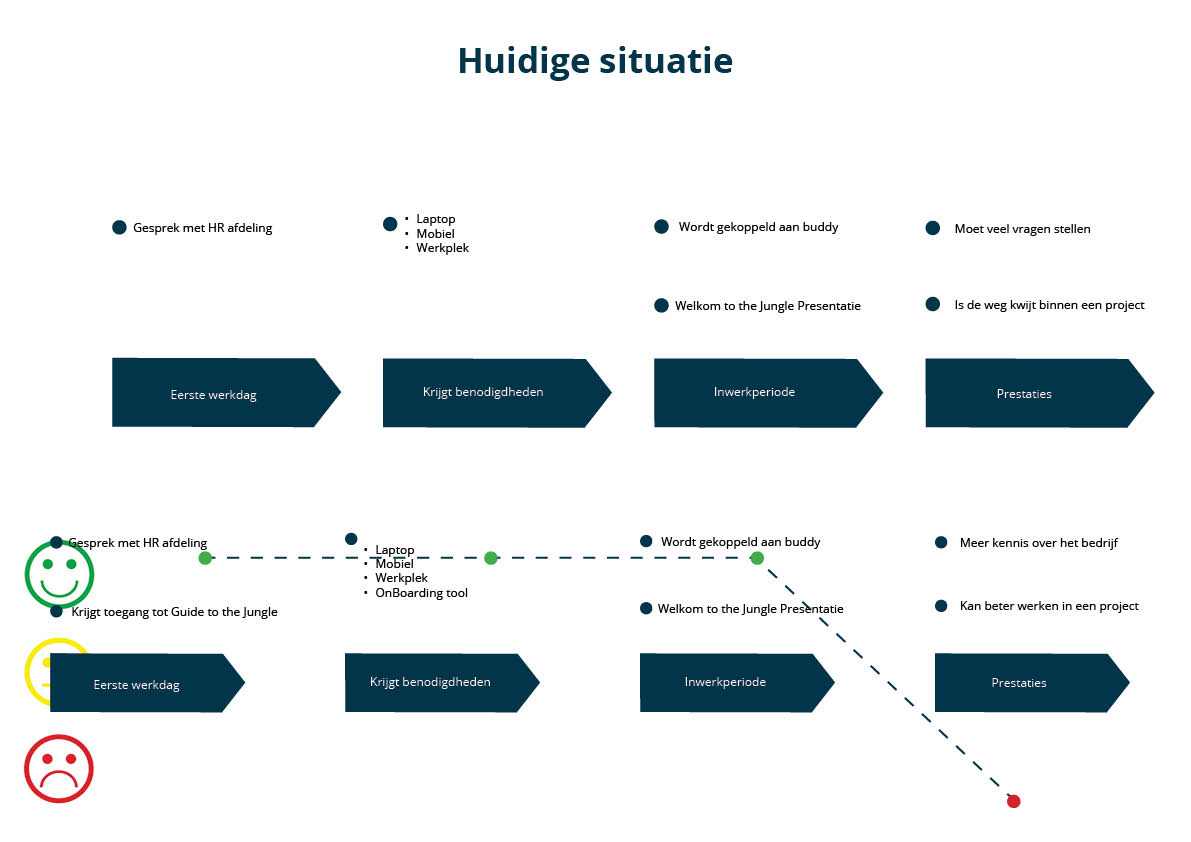 Huidige situatie
Gesprek met HR afdeling
• Laptop
• Mobiel
• Werkplek
Wordt gekoppeld aan buddy
Welkom to the Jungle Presentatie
Moet veel vragen stellen
Is de weg kwijt binnen een project
Eerste werkdag
Krijgt benodigdheden
Inwerkperiode
Prestaties
Gesprek met HR afdeling
Krijgt toegang tot Guide to the Jungle
• Laptop
• Mobiel
• Werkplek
• OnBoarding tool
Wordt gekoppeld aan buddy
Welkom to the Jungle Presentatie
Meer kennis over het bedrijf
Kan beter werken in een project
Eerste werkdag
Krijgt benodigdheden
Inwerkperiode
Prestaties